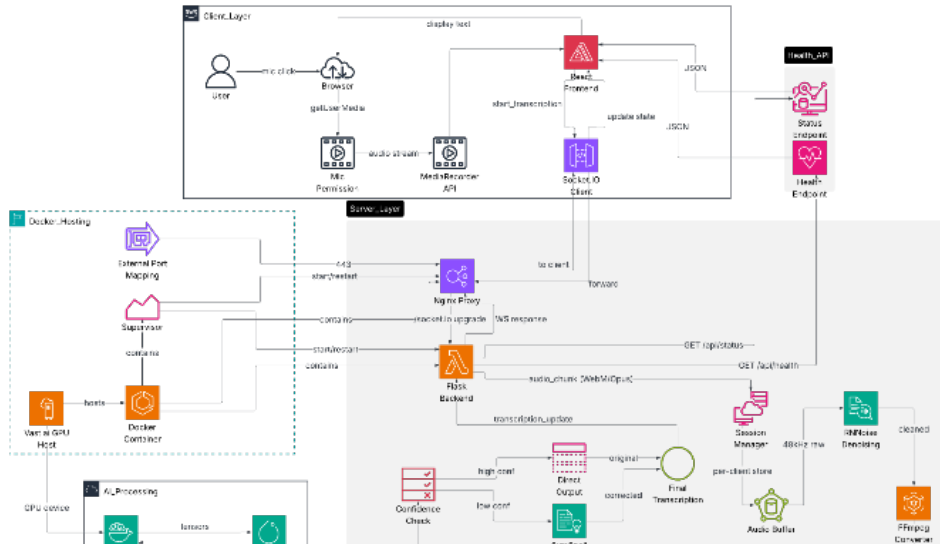 Client_Layer
display text
Health_API
User
mic click
Browser
React
Frontend
JSON
getUserMedia
start_transcription
update state
JSON
Status
Endpoint
audio stream
Mic
Permission
MediaRecorder
API
Socket.IO
Client
Health
Endpoint
Docker_Hosting
Server_Layer
External Port
Mapping
443
start/restart
to client
forward
Nginx Proxy
Supervisor
contains
/socket.io upgrade
WS response
contains
start/restart
contains
GET /api/status
GET /api/health
Flask
Backend
audio_chunk (WebM/Opus)
hosts
Vast.ai GPU
Host
Docker
Container
transcription_update
Session
Manager
48kHz raw
RNNoise
Denoising
cleaned
high conf
Direct
Output
original
Final
Transcription
per-client store
low conf
corrected
Confidence
Check
Audio Buffer
FFmpeg
Converter
GPU device
AI_Processing
tensors